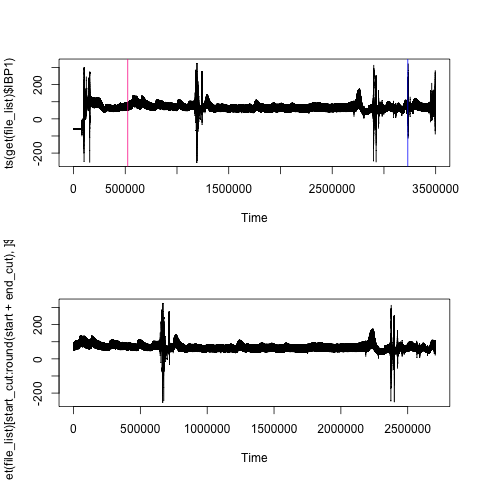 ts(get(file_list)$IBP1)
-200 0 200
0 500000 1500000 2500000 3500000
Time
et(file_list)[start_cut:round(start + end_cut), ]$
-200 0 200
0 500000 1000000 1500000 2000000 2500000
Time